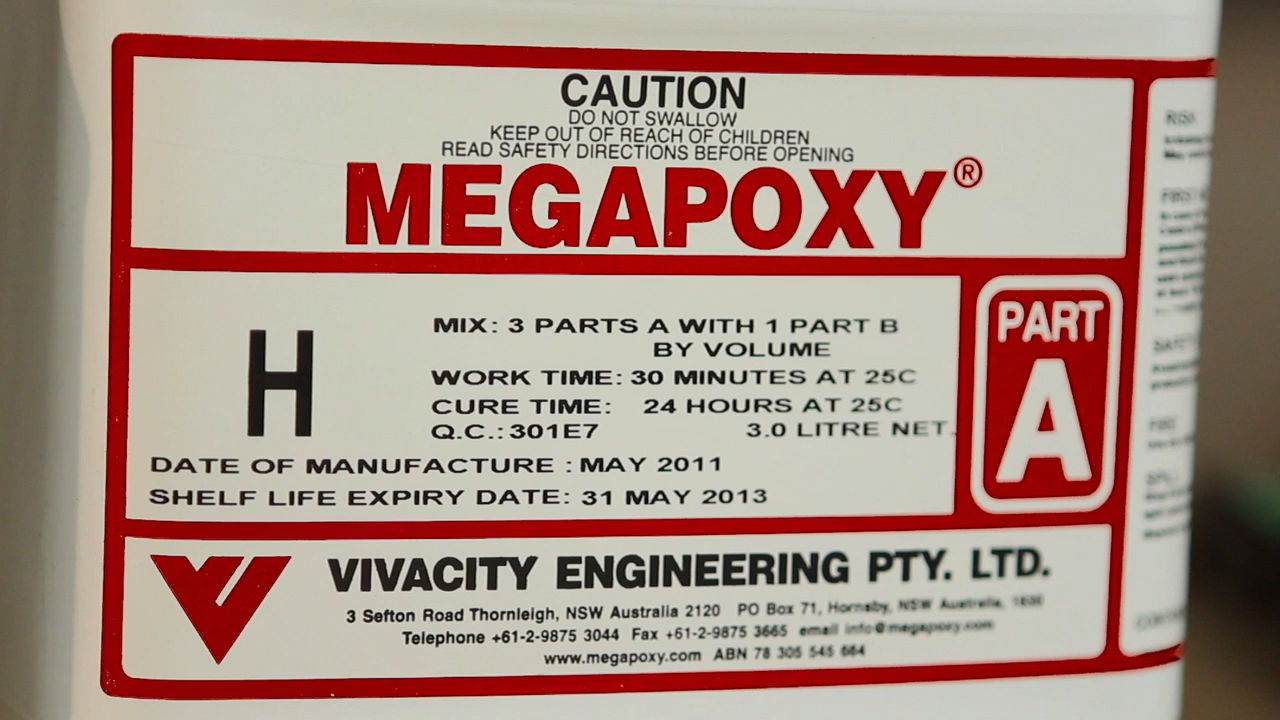 CAUTION
DO NOT SWALLOW
KEEP OUT OF REACH OF CHILDREN
READ SAFETY DIRECTIONS BEFORE OPENING
MEGAPOXY®
H
MIX: 3 PARTS A WITH 1 PART B
BY VOLUME
WORK TIME: 30 MINUTES AT 25C
CURE TIME: 24 HOURS AT 25C
Q.C.: 301E7 3.0 LITRE NET.
DATE OF MANUFACTURE : MAY 2011
SHELF LIFE EXPIRY DATE: 31 MAY 2013
PART
A
VIVACITY ENGINEERING PTY. LTD.
3 Sefton Road Thornleigh, NSW Australia 2120 PO Box 71, Hornsby, NSW Australia, 1630
Telephone +61-2-9875 3044 Fax +61-2-9875 3665 email info@megapoxy.com
www.megapoxy.com ABN 78 305 545 664
RISK
FIRST